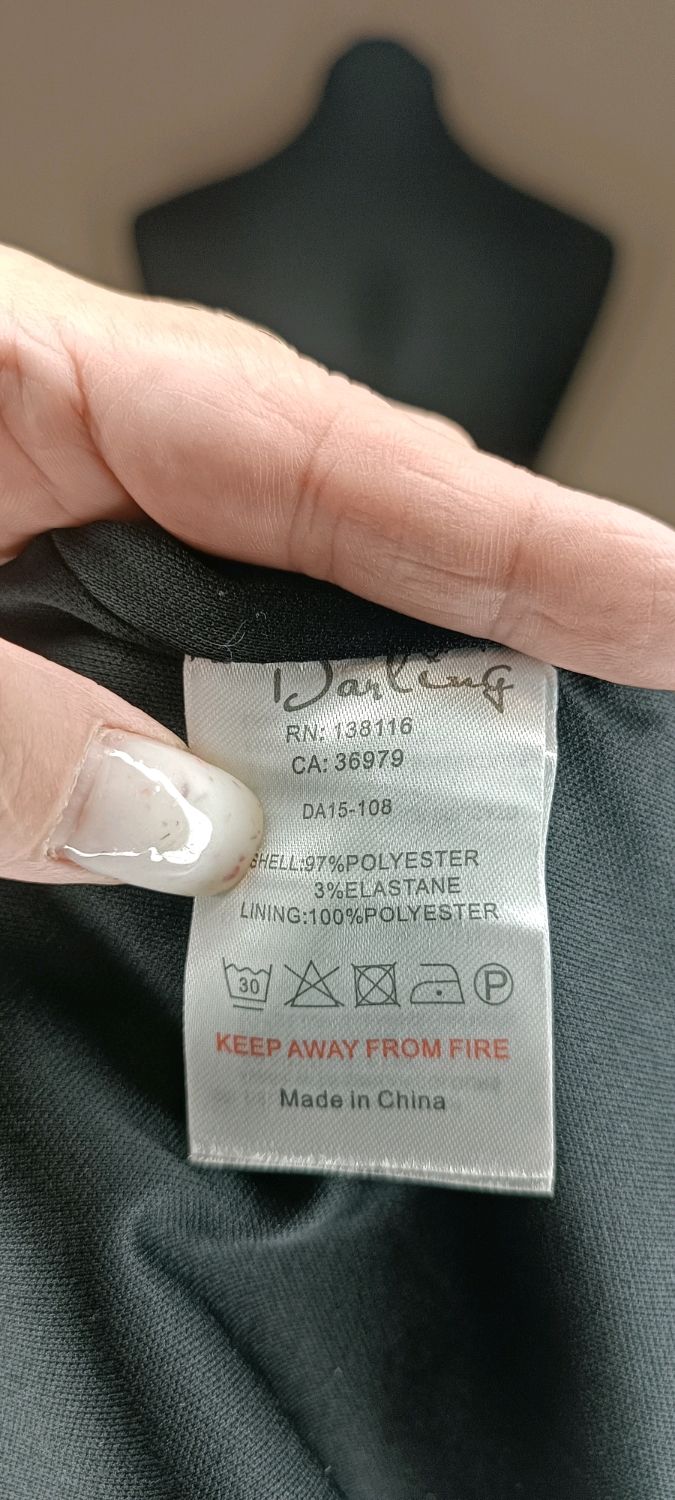 Darling
RN: 138116
CA: 36979
DA15-108
SHELL:97%POLYESTER
3%ELASTANE
LINING:100%POLYESTER
30
P
KEEP AWAY FROM FIRE
Made in China